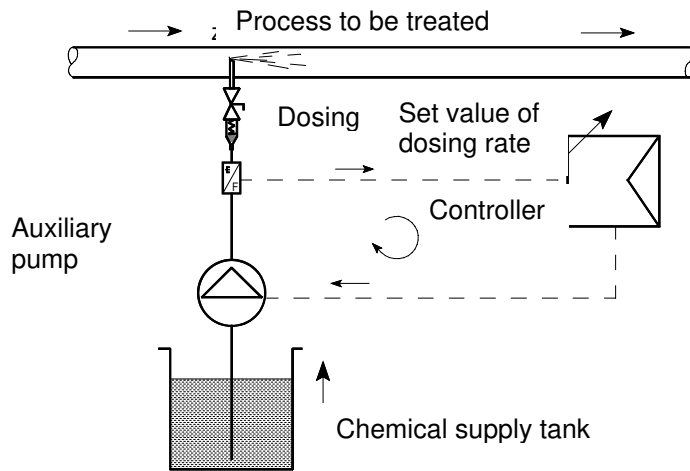 Process to be treated
Dosing
Set value of
dosing rate
F
Controller
Auxiliary
pump
Chemical supply tank